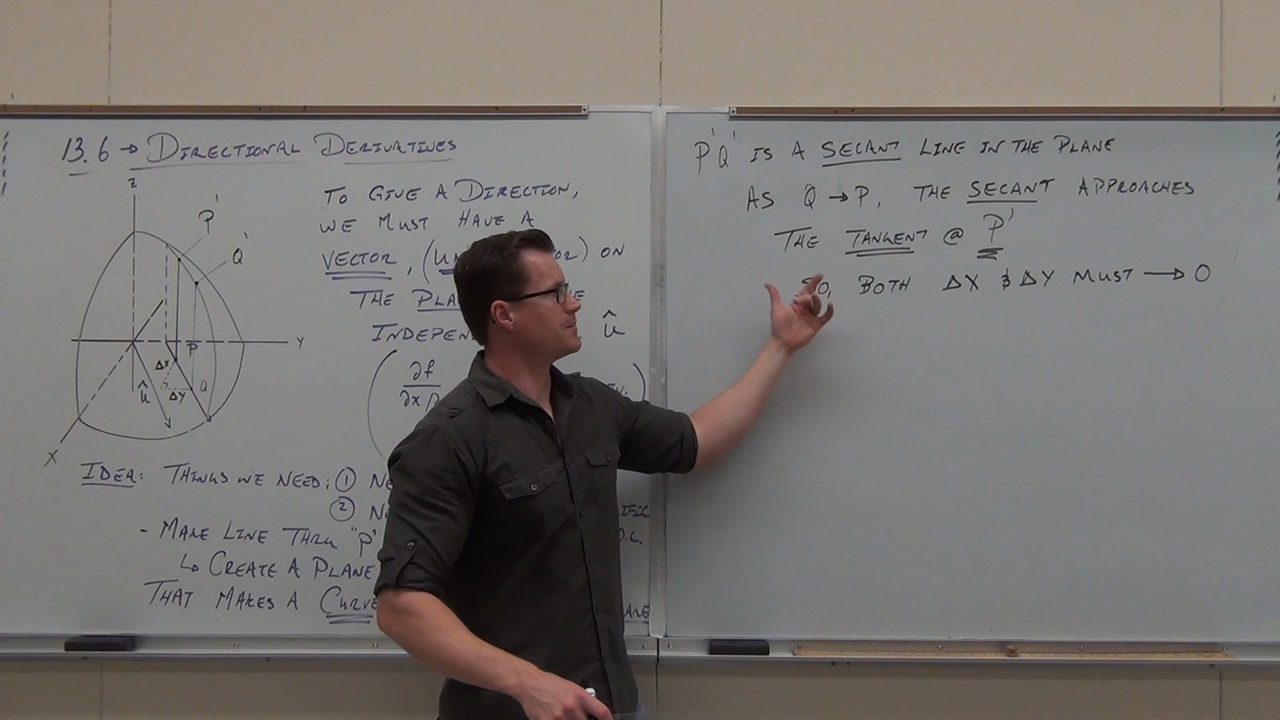 13.6 → DIRECTIONAL DERIVATIVES
Z
P'
Q'
Y
P
ΔX
Q
ΔY
û
X
TO GIVE A DIRECTION,
WE MUST HAVE A
VECTOR, ( ON
THE
û
∂f
∂x
IDEA: THINGS WE NEED: ①
②
- MAKE LINE THRU "P'
↳ CREATE A PLANE
THAT MAKES A CURVE
P'Q' IS A SECANT LINE IN THE PLANE
AS Q → P, THE SECANT APPROACHES
THE TANGENT @ P'
SO, BOTH ΔX & ΔY MUST → 0